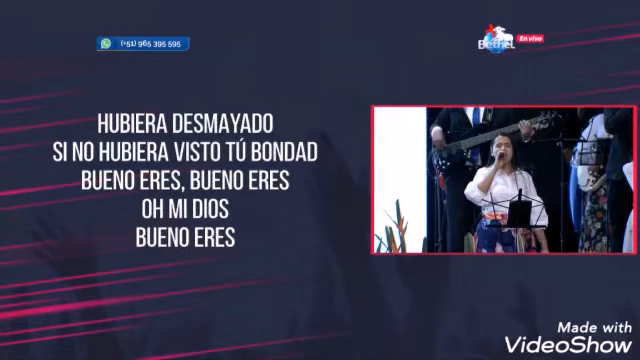 (+51) 965 395 595
Bethel
En vivo
HUBIERA DESMAYADO
SI NO HUBIERA VISTO TÚ BONDAD
BUENO ERES, BUENO ERES
OH MI DIOS
BUENO ERES
Made with
VideoShow